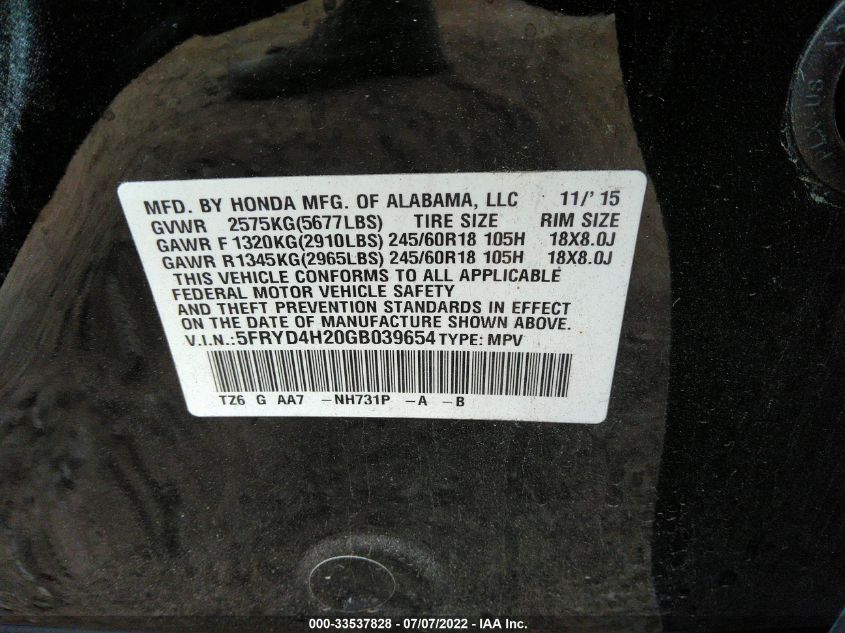 MFD. BY HONDA MFG. OF ALABAMA, LLC 11/' 15
GVWR 2575KG(5677LBS) TIRE SIZE RIM SIZE
GAWR F 1320KG(2910LBS) 245/60R18 105H 18X8.0J
GAWR R1345KG(2965LBS) 245/60R18 105H 18X8.0J
THIS VEHICLE CONFORMS TO ALL APPLICABLE
FEDERAL MOTOR VEHICLE SAFETY
AND THEFT PREVENTION STANDARDS IN EFFECT
ON THE DATE OF MANUFACTURE SHOWN ABOVE.
V.I.N.:5FRYD4H20GB039654 TYPE: MPV
TZ6 G AA7 -NH731P -A -B
000-33537828 - 07/07/2022 - IAA Inc.